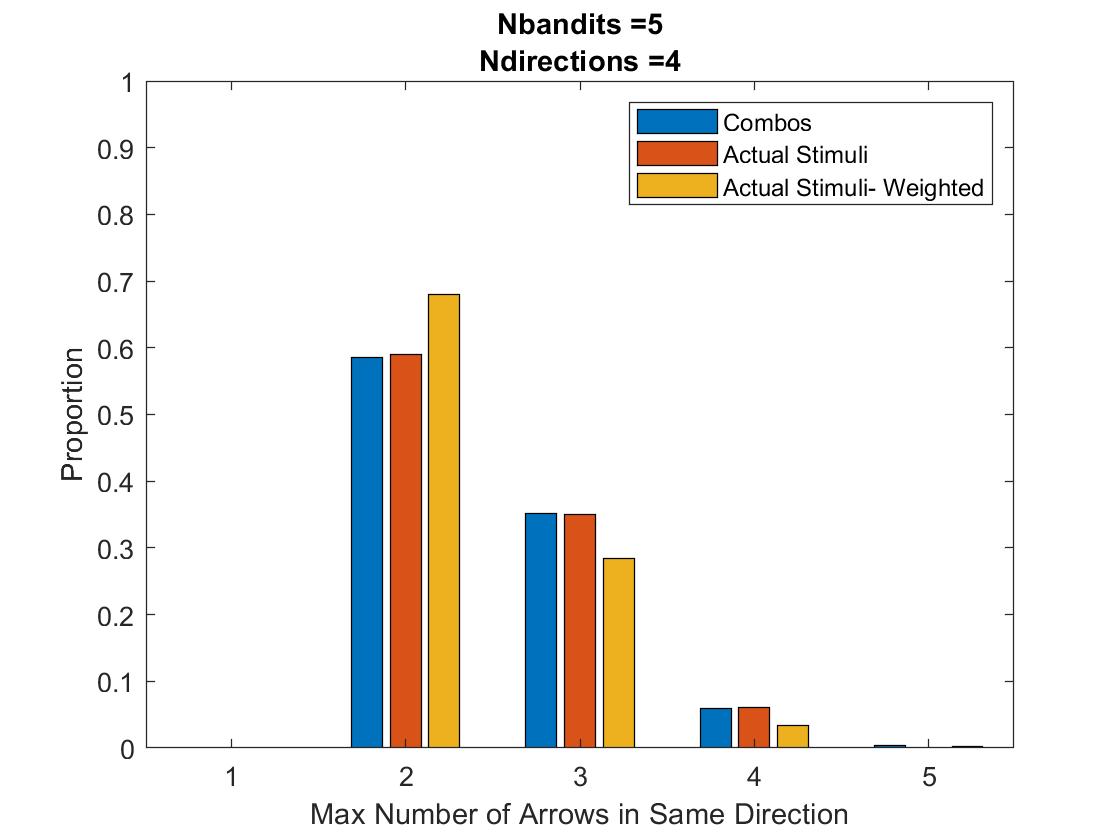 Nbandits =5
Ndirections =4
Combos
Actual Stimuli
Actual Stimuli- Weighted
Proportion
1
0.9
0.8
0.7
0.6
0.5
0.4
0.3
0.2
0.1
0
1 2 3 4 5
Max Number of Arrows in Same Direction